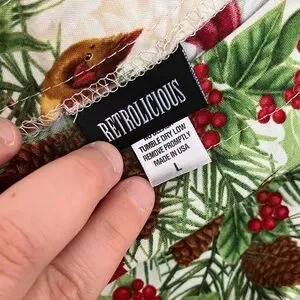 RETROLICIOUS
TUMBLE DRY LOW
REMOVE PROMPTLY
MADE IN USA
L